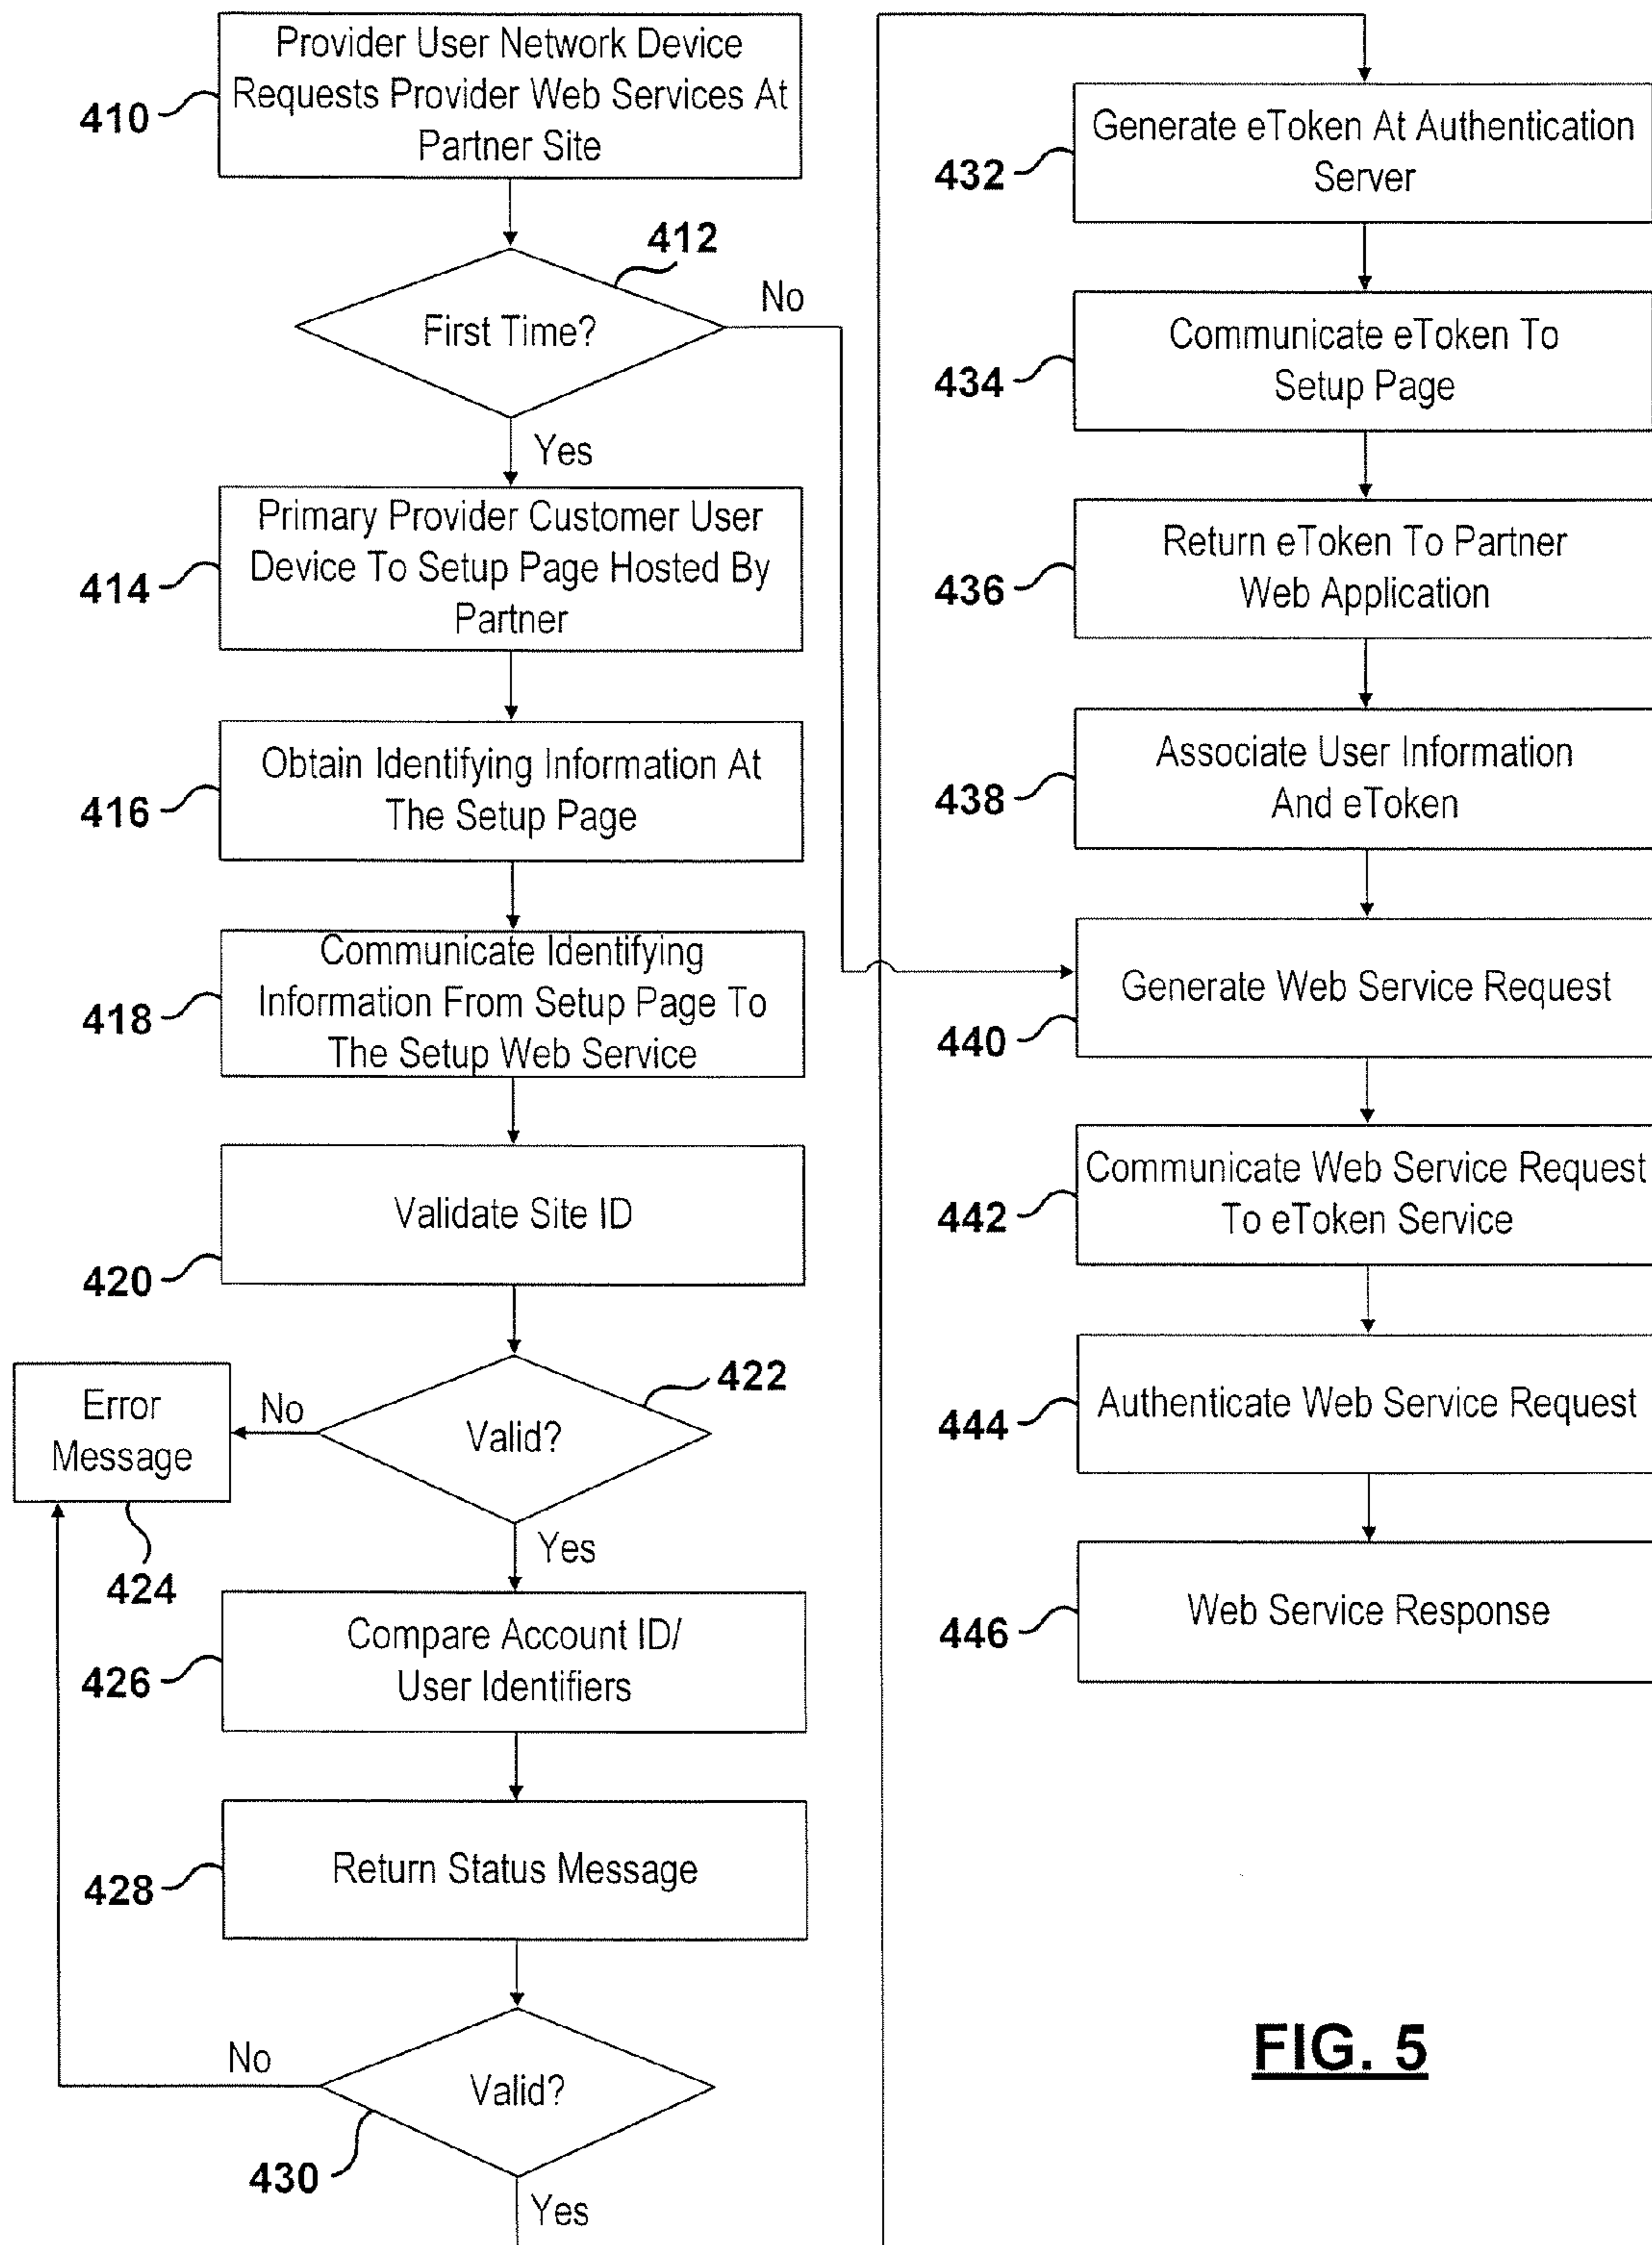 Provider User Network Device
Requests Provider Web Services At
Partner Site
410
412
First Time?
No
Yes
Primary Provider Customer User
Device To Setup Page Hosted By
Partner
414
Obtain Identifying Information At
The Setup Page
416
Communicate Identifying
Information From Setup Page To
The Setup Web Service
418
Validate Site ID
420
422
Valid?
No
Error
Message
424
Yes
Compare Account ID/
User Identifiers
426
Return Status Message
428
Valid?
No
430
Yes
Generate eToken At Authentication
Server
432
Communicate eToken To
Setup Page
434
Return eToken To Partner
Web Application
436
Associate User Information
And eToken
438
Generate Web Service Request
440
Communicate Web Service Request
To eToken Service
442
Authenticate Web Service Request
444
Web Service Response
446
FIG. 5